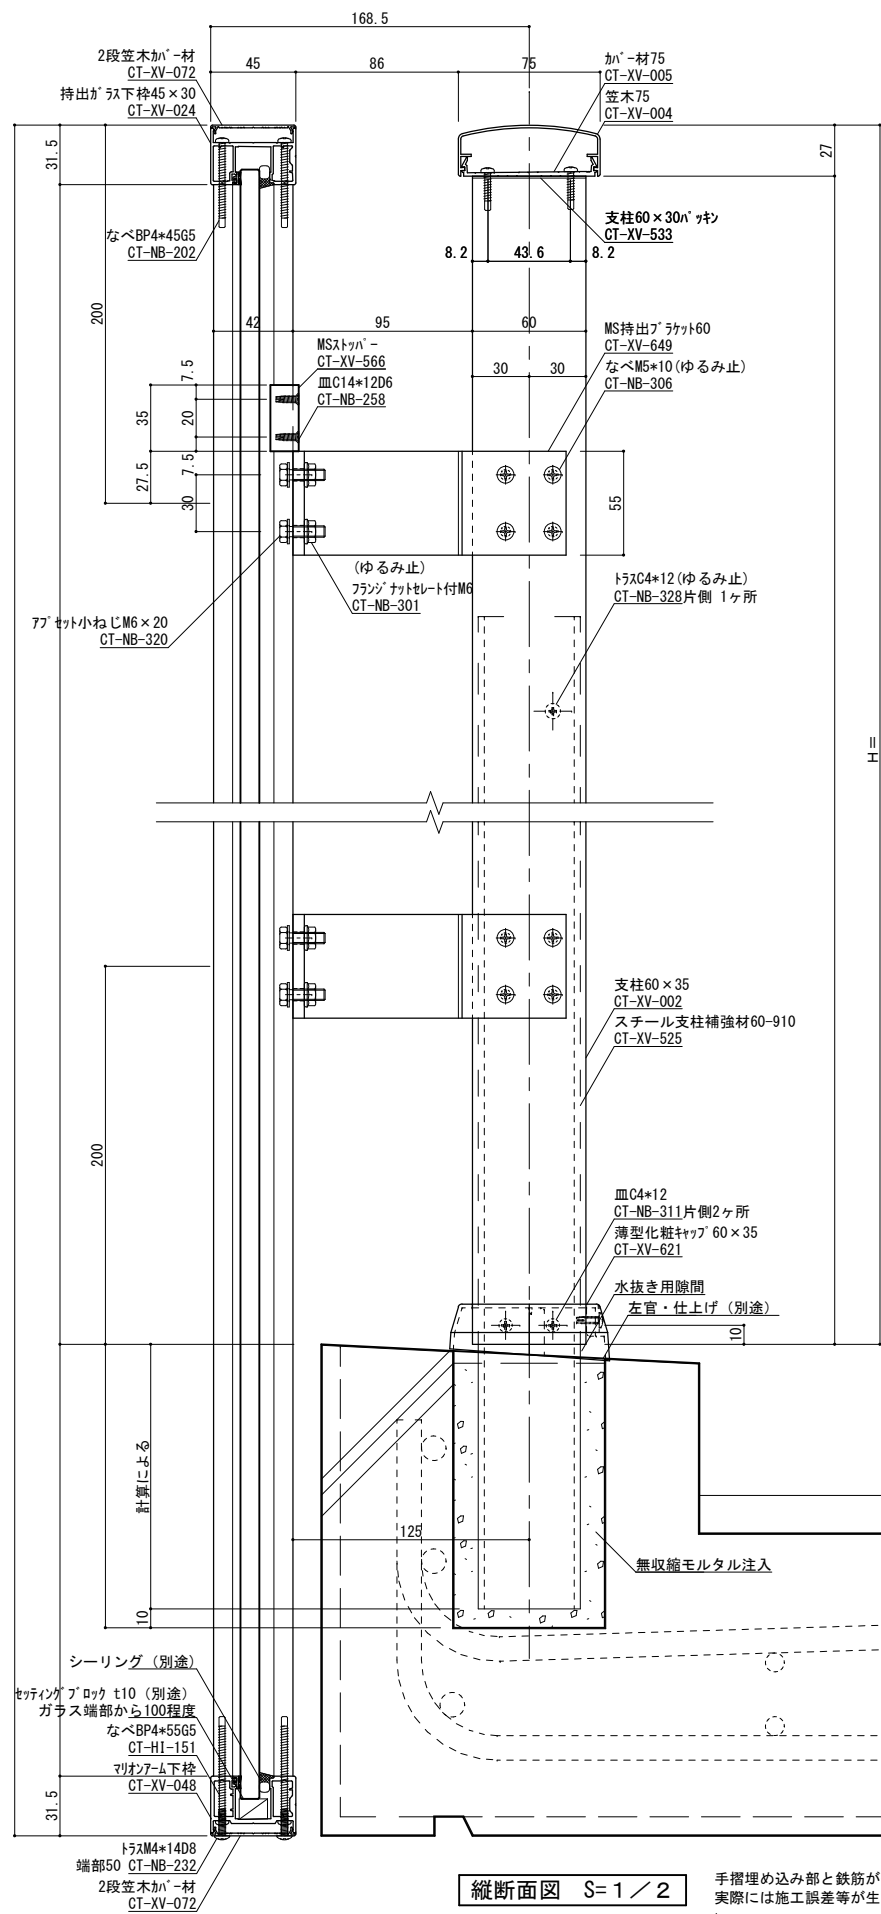 168.5
2段笠木カバー材
CT-XV-072
45
86
75
カバー材75
CT-XV-005
持出ガラス下枠45×30
CT-XV-024
笠木75
CT-XV-004
31.5
27
支柱60×30パッキン
CT-XV-533
なべBP4*45G5
CT-NB-202
8.2
43.6
8.2
200
42
95
60
MSストッパー
CT-XV-566
MS持出ブラケット60
CT-XV-649
30
30
皿C14*12D6
CT-NB-258
なべM5*10(ゆるみ止)
CT-NB-306
7.5
35
20
7.5
27.5
30
55
(ゆるみ止)
フランジナットセレート付M6
CT-NB-301
トラスC4*12(ゆるみ止)
CT-NB-328片側 1ヶ所
アプセット小ねじM6×20
CT-NB-320
H=
支柱60×35
CT-XV-002
スチール支柱補強材60-910
CT-XV-525
200
皿C4*12
CT-NB-311片側2ヶ所
薄型化粧キャップ60×35
CT-XV-621
水抜き用隙間
左官・仕上げ（別途）
10
計算による
125
無収縮モルタル注入
10
シーリング（別途）
セッティングブロック t10（別途）
ガラス端部から100程度
なべBP4*55G5
CT-HI-151
マリオンアーム下枠
CT-XV-048
31.5
トラスM4*14D8
端部50 CT-NB-232
2段笠木カバー材
CT-XV-072
縦断面図 S=1／2
手摺埋め込み部と鉄筋が
実際には施工誤差等が生